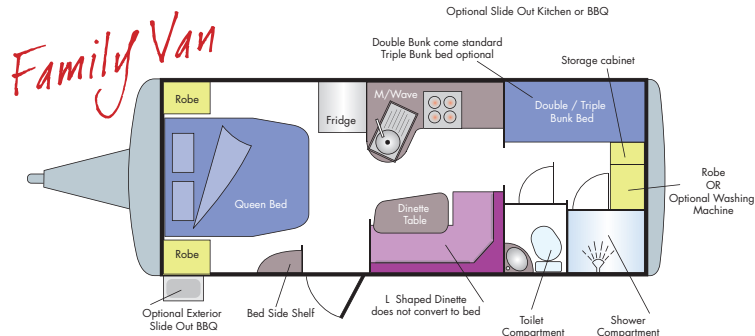 Optional Slide Out Kitchen or BBQ
Family Van
Double Bunk come standard
Triple Bunk bed optional
Storage cabinet
Robe
M/Wave
Fridge
Double / Triple
Bunk Bed
Queen Bed
Robe
OR
Optional Washing
Machine
Dinette
Table
Robe
Optional Exterior
Slide Out BBQ
Bed Side Shelf
L Shaped Dinette
does not convert to bed
Toilet
Compartment
Shower
Compartment